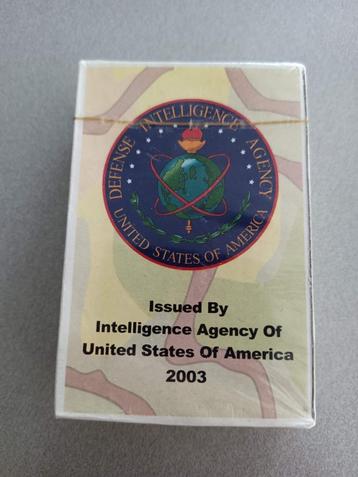 DEFENSE INTELLIGENCE AGENCY
UNITED STATES OF AMERICA
Issued By
Intelligence Agency Of
United States Of America
2003